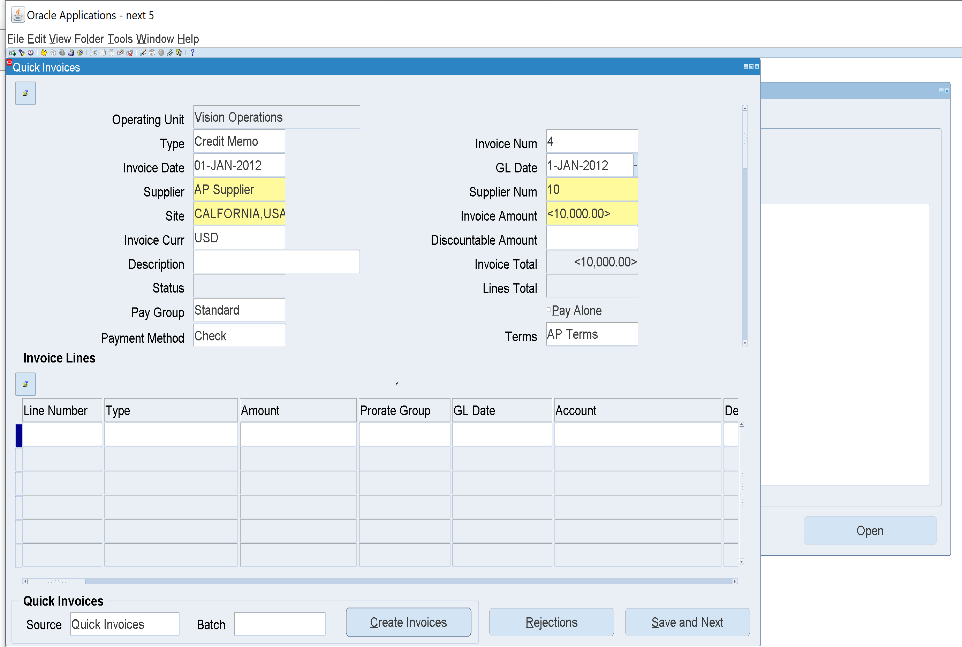 Oracle Applications - next 5
File Edit View Folder Tools Window Help
Quick Invoices
Operating Unit Vision Operations
Type Credit Memo Invoice Num 4
Invoice Date 01-JAN-2012 GL Date 1-JAN-2012
Supplier AP Supplier Supplier Num 10
Site CALFORNIA,USA Invoice Amount <10.000.00>
Invoice Curr USD Discountable Amount
Description Invoice Total <10,000.00>
Status Lines Total
Pay Group Standard Pay Alone
Payment Method Check Terms AP Terms
Invoice Lines
Line Number Type Amount Prorate Group GL Date Account De
Open
Quick Invoices
Source Quick Invoices Batch Create Invoices Rejections Save and Next